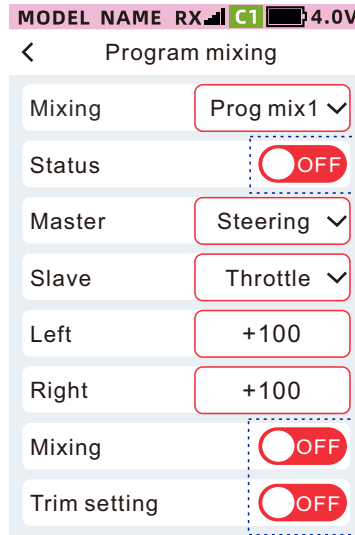 MODEL NAME RX C1 4.0V
Program mixing
Mixing Prog mix1
Status OFF
Master Steering
Slave Throttle
Left +100
Right +100
Mixing OFF
Trim setting OFF